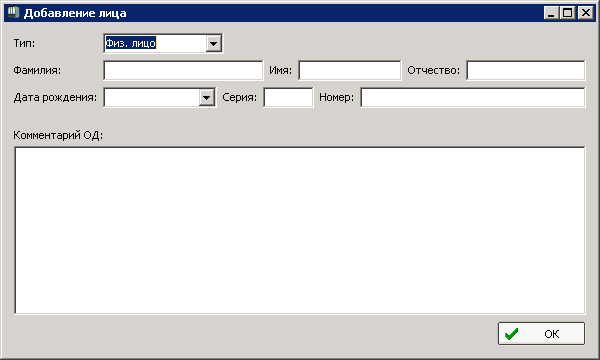 Добавление лица
Тип: Физ. лицо
Фамилия: Имя: Отчество:
Дата рождения: Серия: Номер:
Комментарий ОД:
OK